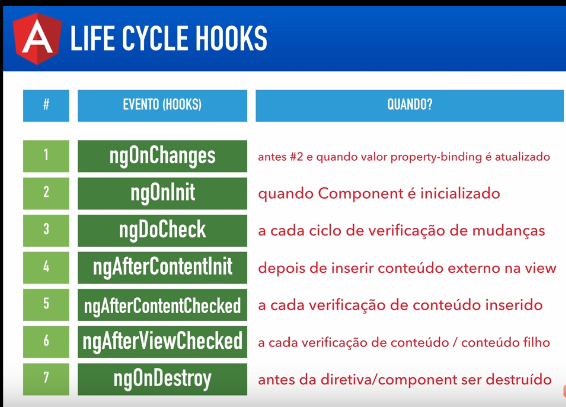 A LIFE CYCLE HOOKS
# EVENTO (HOOKS) QUANDO?
1 ngOnChanges antes #2 e quando valor property-binding é atualizado
2 ngOnInit quando Component é inicializado
3 ngDoCheck a cada ciclo de verificação de mudanças
4 ngAfterContentInit depois de inserir conteúdo externo na view
5 ngAfterContentChecked a cada verificação de conteúdo inserido
6 ngAfterViewChecked a cada verificação de conteúdo / conteúdo filho
7 ngOnDestroy antes da diretiva/component ser destruído